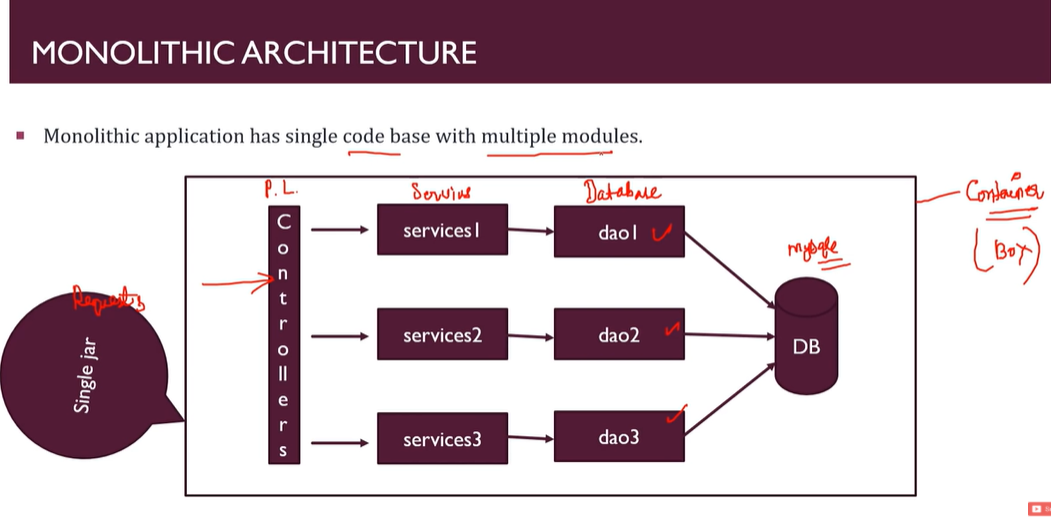 MONOLITHIC ARCHITECTURE
Monolithic application has single code base with multiple modules.
P.L.
Services
Database
Container
(Box)
Controllers
services1
dao1
mysql
Requests
Single jar
services2
dao2
DB
services3
dao3